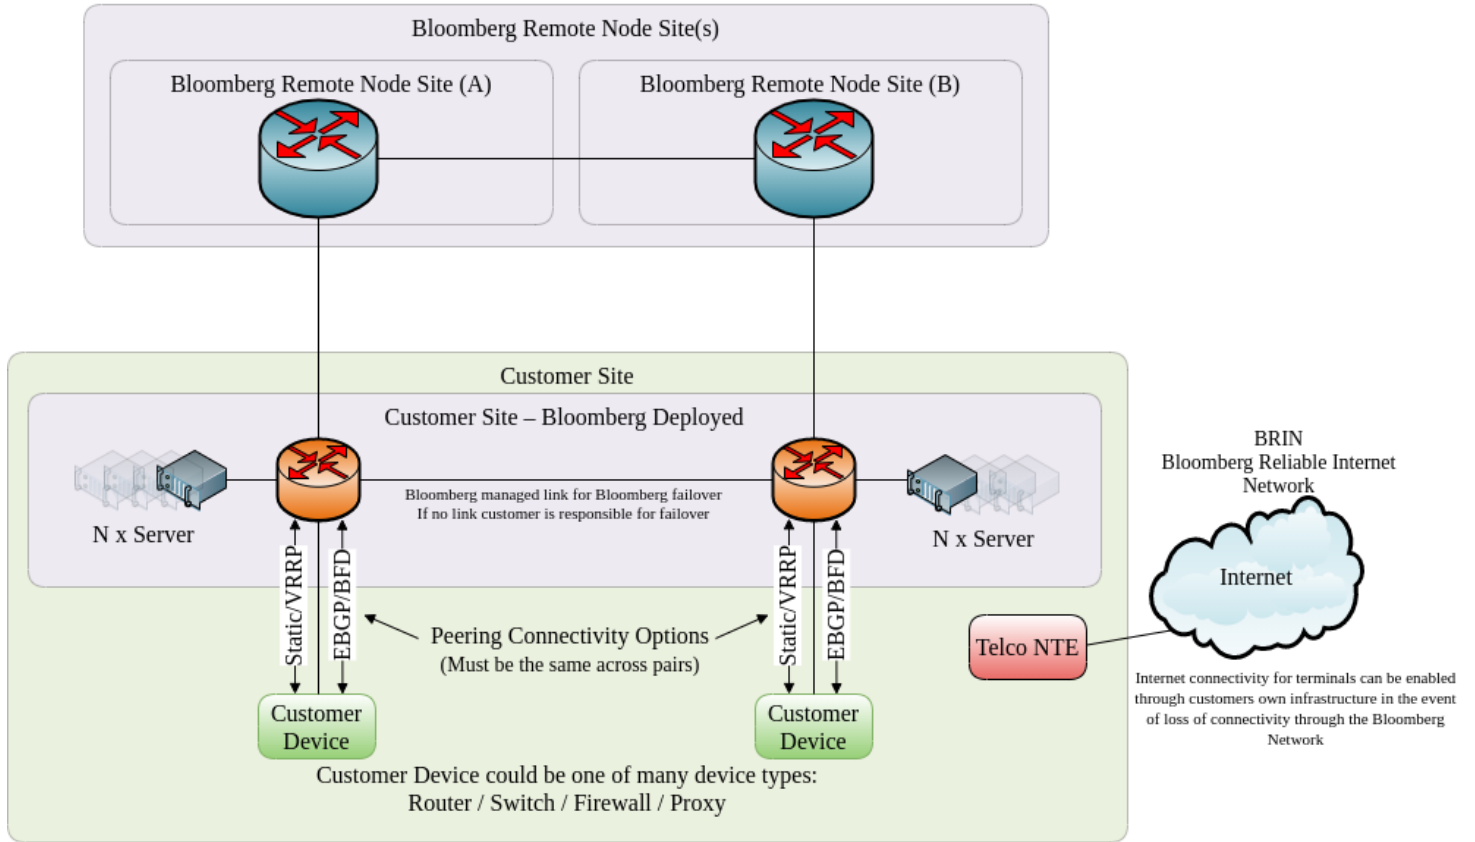 Bloomberg Remote Node Site(s)
Bloomberg Remote Node Site (A)
Bloomberg Remote Node Site (B)
Customer Site
Customer Site – Bloomberg Deployed
Bloomberg managed link for Bloomberg failover
If no link customer is responsible for failover
N x Server
N x Server
Static/VRRP
EBGP/BFD
Static/VRRP
EBGP/BFD
Peering Connectivity Options
(Must be the same across pairs)
Customer
Device
Customer
Device
Customer Device could be one of many device types:
Router / Switch / Firewall / Proxy
Telco NTE
BRIN
Bloomberg Reliable Internet
Network
Internet
Internet connectivity for terminals can be enabled
through customers own infrastructure in the event
of loss of connectivity through the Bloomberg
Network